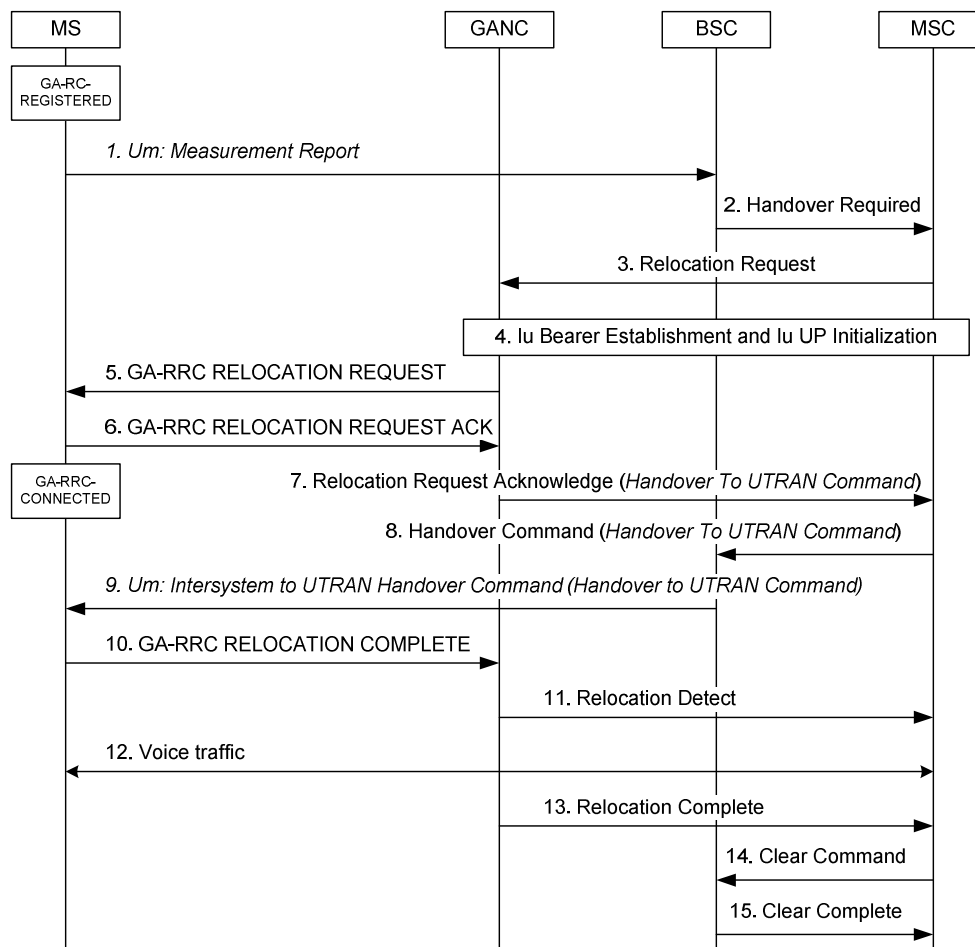 MS
GANC
BSC
MSC
GA-RC-
REGISTERED
1. Um: Measurement Report
2. Handover Required
3. Relocation Request
4. Iu Bearer Establishment and Iu UP Initialization
5. GA-RRC RELOCATION REQUEST
6. GA-RRC RELOCATION REQUEST ACK
GA-RRC-
CONNECTED
7. Relocation Request Acknowledge (Handover To UTRAN Command)
8. Handover Command (Handover To UTRAN Command)
9. Um: Intersystem to UTRAN Handover Command (Handover to UTRAN Command)
10. GA-RRC RELOCATION COMPLETE
11. Relocation Detect
12. Voice traffic
13. Relocation Complete
14. Clear Command
15. Clear Complete